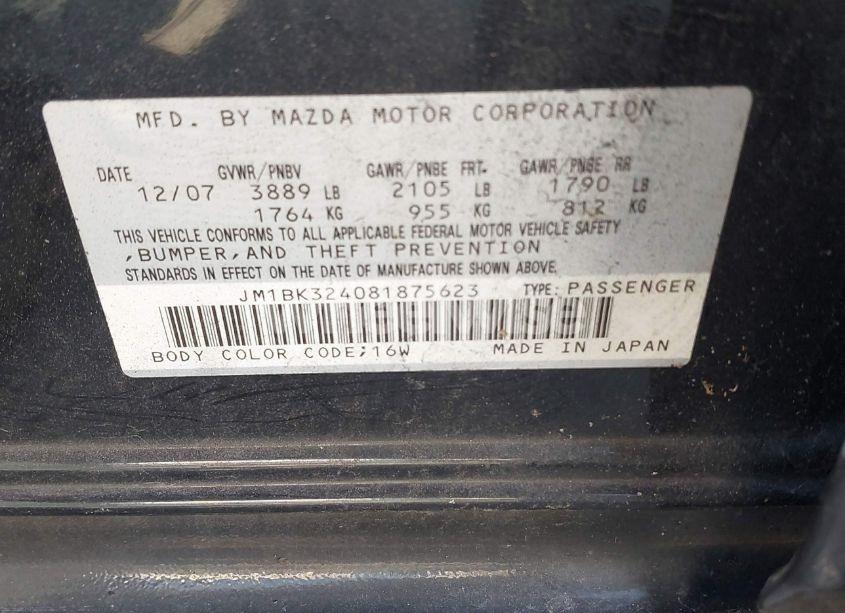 MFD. BY MAZDA MOTOR CORPORATION
DATE GVWR/PNBV GAWR/PNBE FRT. GAWR/PNBE RR
12/07 3889 LB 2105 LB 1790 LB
1764 KG 955 KG 812 KG
THIS VEHICLE CONFORMS TO ALL APPLICABLE FEDERAL MOTOR VEHICLE SAFETY
,BUMPER,AND THEFT PREVENTION
STANDARDS IN EFFECT ON THE DATE OF MANUFACTURE SHOWN ABOVE.
JM1BK324081875623 TYPE: PASSENGER
BODY COLOR CODE;16W MADE IN JAPAN